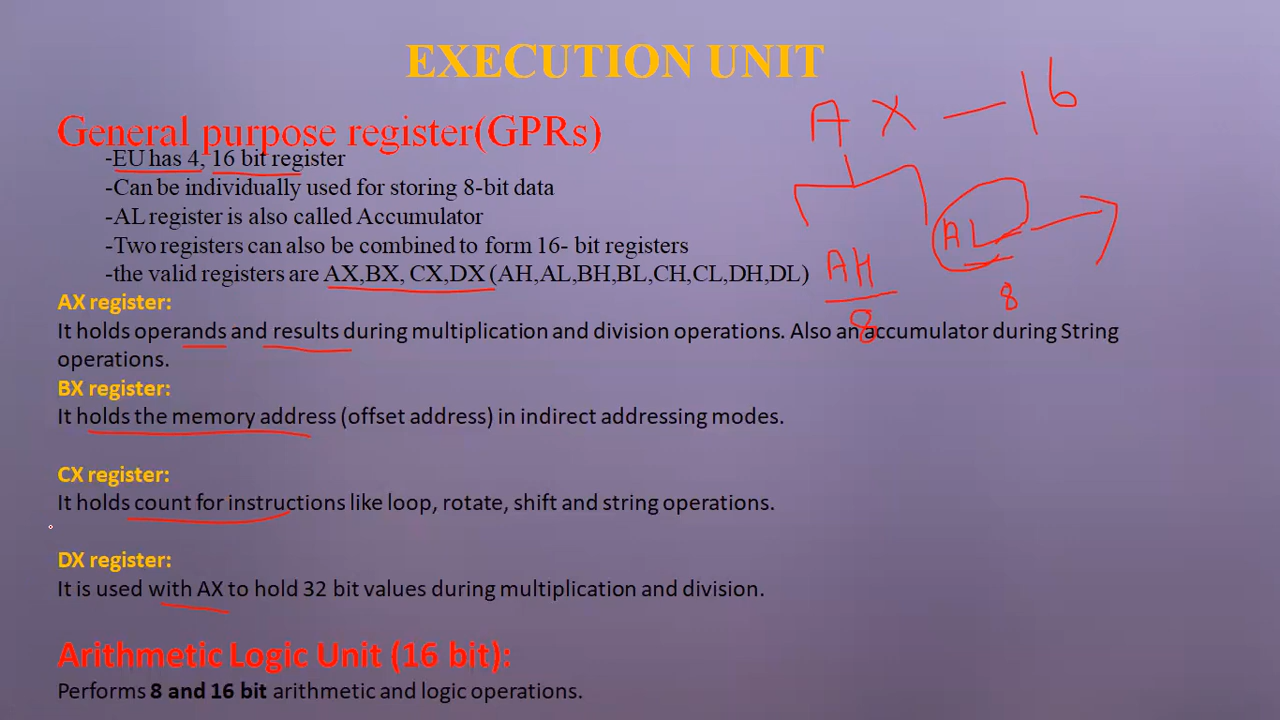 EXECUTION UNIT
General purpose register(GPRs)
-EU has 4, 16 bit register
-Can be individually used for storing 8-bit data
-AL register is also called Accumulator
-Two registers can also be combined to form 16- bit registers
-the valid registers are AX,BX, CX,DX (AH,AL,BH,BL,CH,CL,DH,DL)
A X — 16
AH
AL
8
8
AX register:
It holds operands and results during multiplication and division operations. Also an accumulator during String
operations.
BX register:
It holds the memory address (offset address) in indirect addressing modes.
CX register:
It holds count for instructions like loop, rotate, shift and string operations.
DX register:
It is used with AX to hold 32 bit values during multiplication and division.
Arithmetic Logic Unit (16 bit):
Performs 8 and 16 bit arithmetic and logic operations.